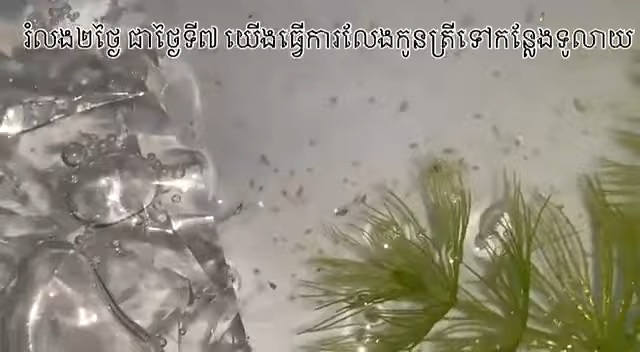 រំលង២ថ្ងៃ ជាថ្ងៃទី៧ យើងធ្វើការលែងកូនត្រីទៅកន្លែងទូលាយ